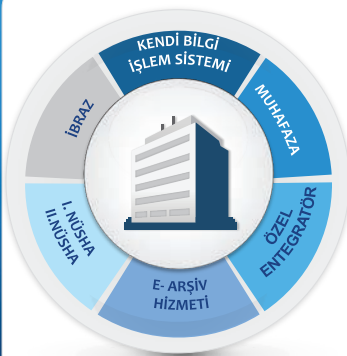 KENDİ BİLGİ
İŞLEM SİSTEMİ
MUHAFAZA
ÖZEL
ENTEGRATÖR
E- ARŞİV
HİZMETİ
I. NÜSHA
II.NÜSHA
İBRAZ